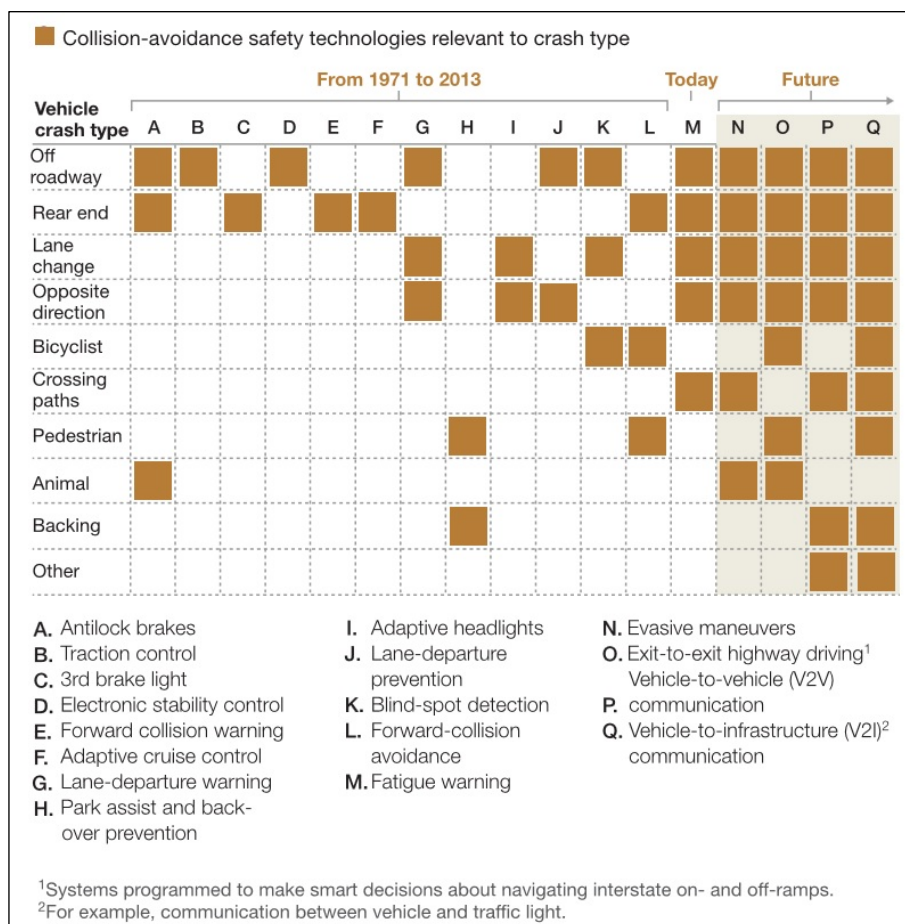 Collision-avoidance safety technologies relevant to crash type
From 1971 to 2013 Today Future
Vehicle
crash type A B C D E F G H I J K L M N O P Q
Off
roadway
Rear end
Lane
change
Opposite
direction
Bicyclist
Crossing
paths
Pedestrian
Animal
Backing
Other
A. Antilock brakes
B. Traction control
C. 3rd brake light
D. Electronic stability control
E. Forward collision warning
F. Adaptive cruise control
G. Lane-departure warning
H. Park assist and back-
over prevention
I. Adaptive headlights
J. Lane-departure
prevention
K. Blind-spot detection
L. Forward-collision
avoidance
M. Fatigue warning
N. Evasive maneuvers
O. Exit-to-exit highway driving¹
Vehicle-to-vehicle (V2V)
P. communication
Q. Vehicle-to-infrastructure (V2I)²
communication
¹Systems programmed to make smart decisions about navigating interstate on- and off-ramps.
²For example, communication between vehicle and traffic light.